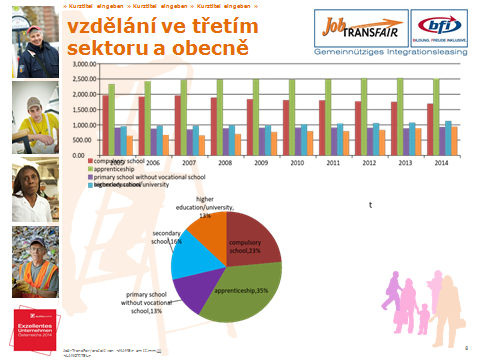 » Kurztitel eingeben » Kurztitel eingeben » Kurztitel eingeben »
vzdělání ve třetím
sektoru a obecně
Job TRANSFAIR
bfi
BILDUNG. FREUDE INKLUSIVE.
Gemeinnütziges Integrationsleasing
3,000.00
2,500.00
2,000.00
1,500.00
1,000.00
500.00
0.00
2005 2006 2007 2008 2009 2010 2011 2012 2013 2014
compulsory school
apprenticeship
primary school without vocational school
higher education/university
t
higher education/university, 13%
secondary school, 16%
compulsory school, 23%
apprenticeship, 35%
primary school without vocational school, 13%
Exzellentes
Unternehmen
Österreichs 2014
8